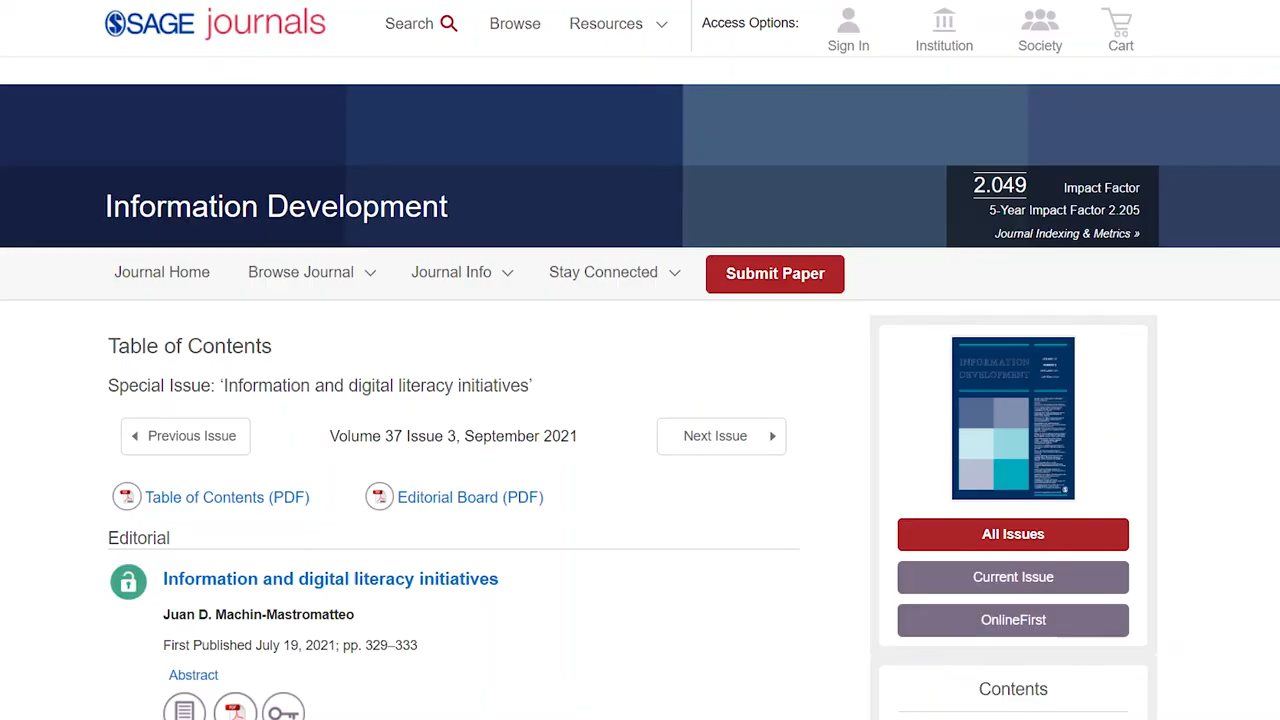 SAGE journals
Search
Browse
Resources
Access Options:
Sign In
Institution
Society
Cart
Information Development
2.049 Impact Factor
5-Year Impact Factor 2.205
Journal Indexing & Metrics »
Journal Home
Browse Journal
Journal Info
Stay Connected
Submit Paper
Table of Contents
Special Issue: ‘Information and digital literacy initiatives’
Previous Issue
Volume 37 Issue 3, September 2021
Next Issue
Table of Contents (PDF)
Editorial Board (PDF)
Editorial
Information and digital literacy initiatives
Juan D. Machin-Mastromatteo
First Published July 19, 2021; pp. 329–333
Abstract
INFORMATION
DEVELOPMENT
All Issues
Current Issue
OnlineFirst
Contents